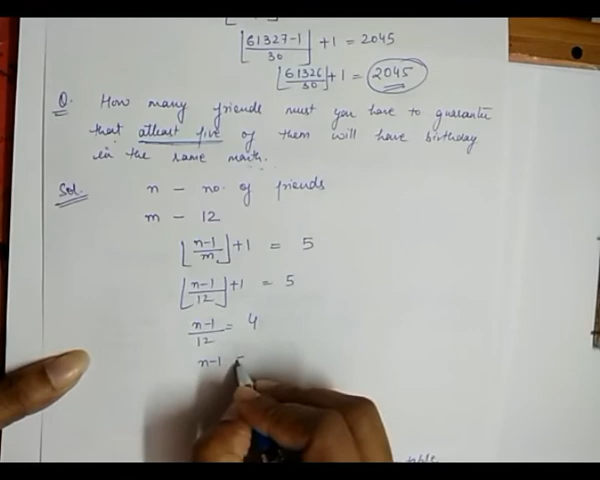 ⌊61327-1/30⌋ +1 = 2045
⌊61326/30⌋+1 = 2045
Q. How many friends must you have to guarantee
that atleast five of them will have birthday
in the same month.
Sol. n - no. of friends
m - 12
⌊n-1/m⌋+1 = 5
⌊n-1/12⌋+1 = 5
n-1/12 = 4
n-1
table